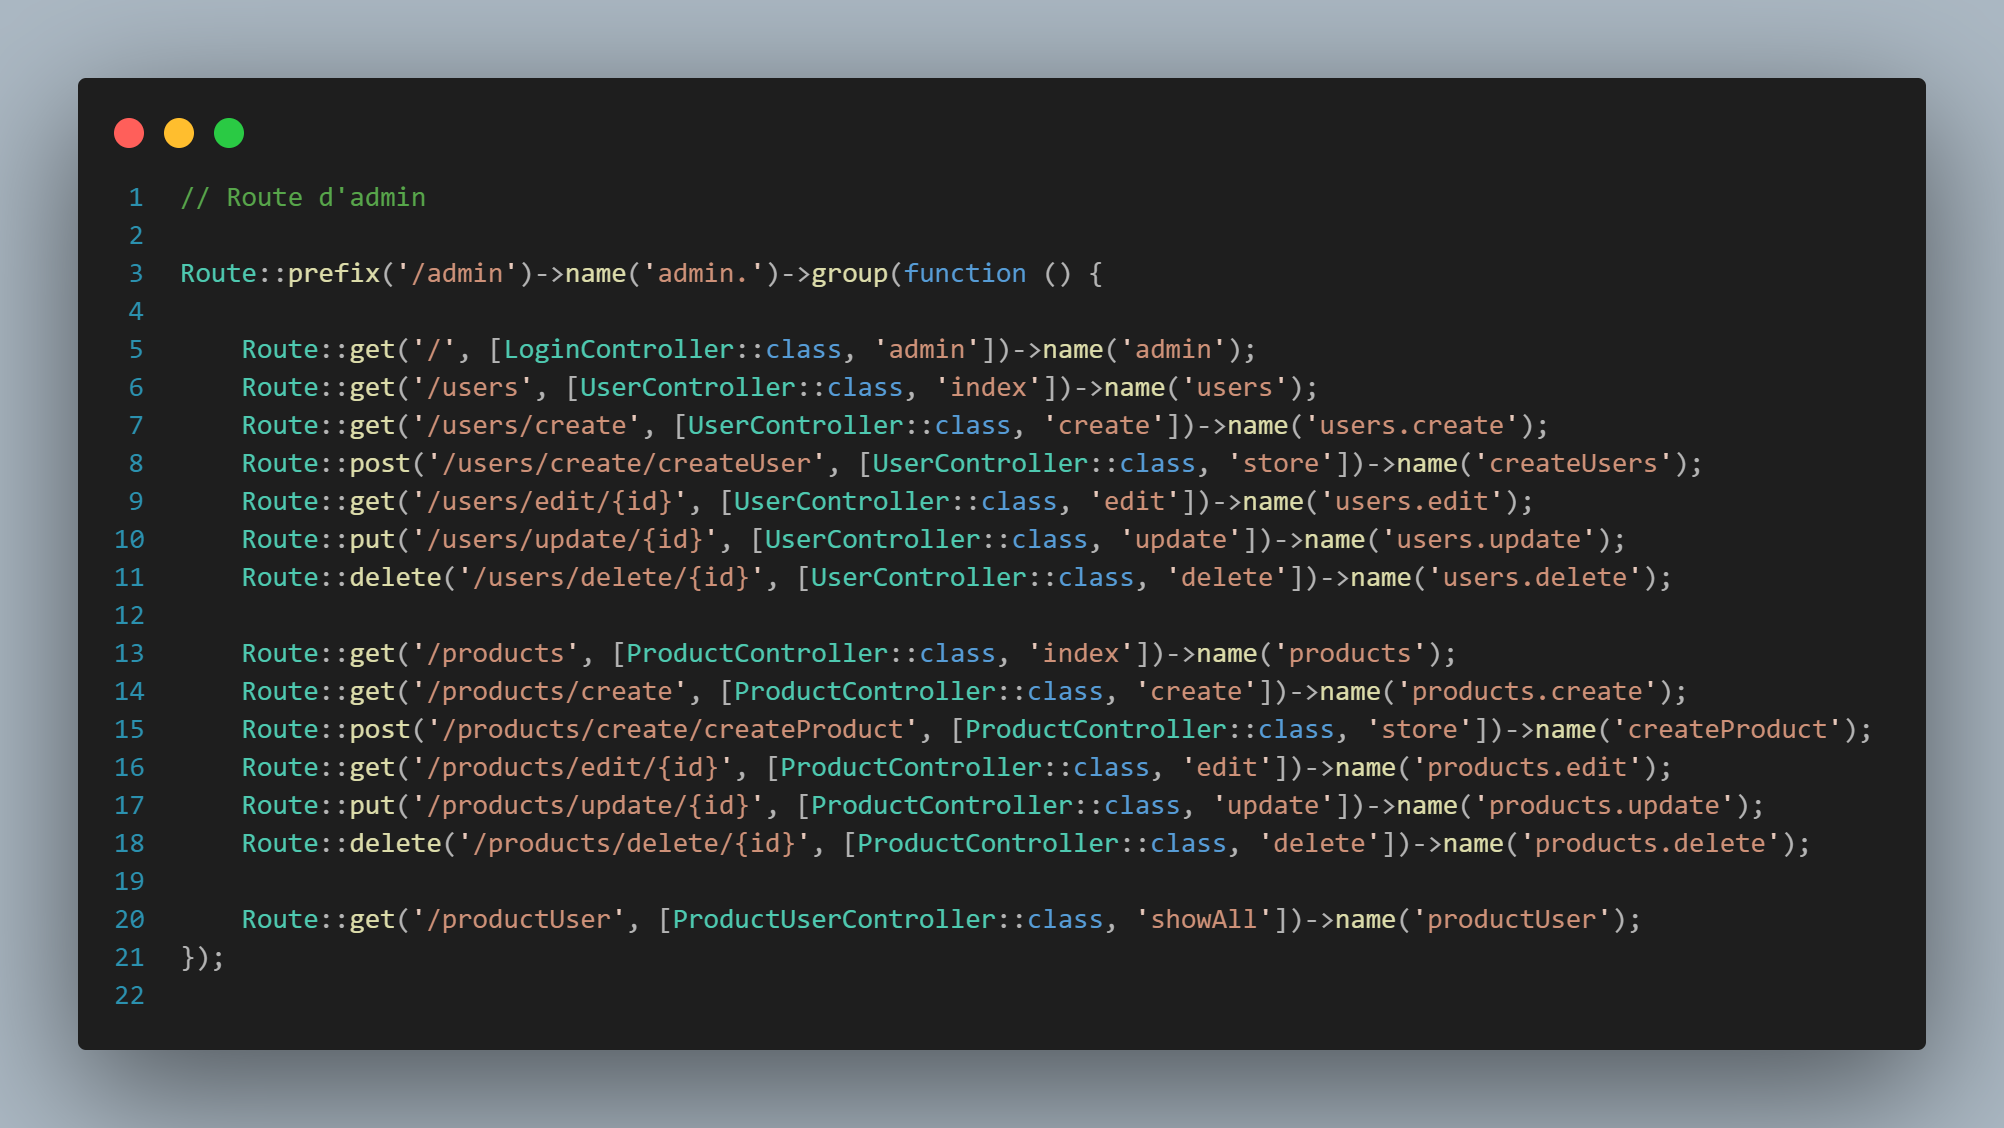 1 // Route d'admin
2
3 Route::prefix('/admin')->name('admin.')->group(function () {
4
5     Route::get('/', [LoginController::class, 'admin'])->name('admin');
6     Route::get('/users', [UserController::class, 'index'])->name('users');
7     Route::get('/users/create', [UserController::class, 'create'])->name('users.create');
8     Route::post('/users/create/createUser', [UserController::class, 'store'])->name('createUsers');
9     Route::get('/users/edit/{id}', [UserController::class, 'edit'])->name('users.edit');
10     Route::put('/users/update/{id}', [UserController::class, 'update'])->name('users.update');
11     Route::delete('/users/delete/{id}', [UserController::class, 'delete'])->name('users.delete');
12
13     Route::get('/products', [ProductController::class, 'index'])->name('products');
14     Route::get('/products/create', [ProductController::class, 'create'])->name('products.create');
15     Route::post('/products/create/createProduct', [ProductController::class, 'store'])->name('createProduct');
16     Route::get('/products/edit/{id}', [ProductController::class, 'edit'])->name('products.edit');
17     Route::put('/products/update/{id}', [ProductController::class, 'update'])->name('products.update');
18     Route::delete('/products/delete/{id}', [ProductController::class, 'delete'])->name('products.delete');
19
20     Route::get('/productUser', [ProductUserController::class, 'showAll'])->name('productUser');
21 });
22